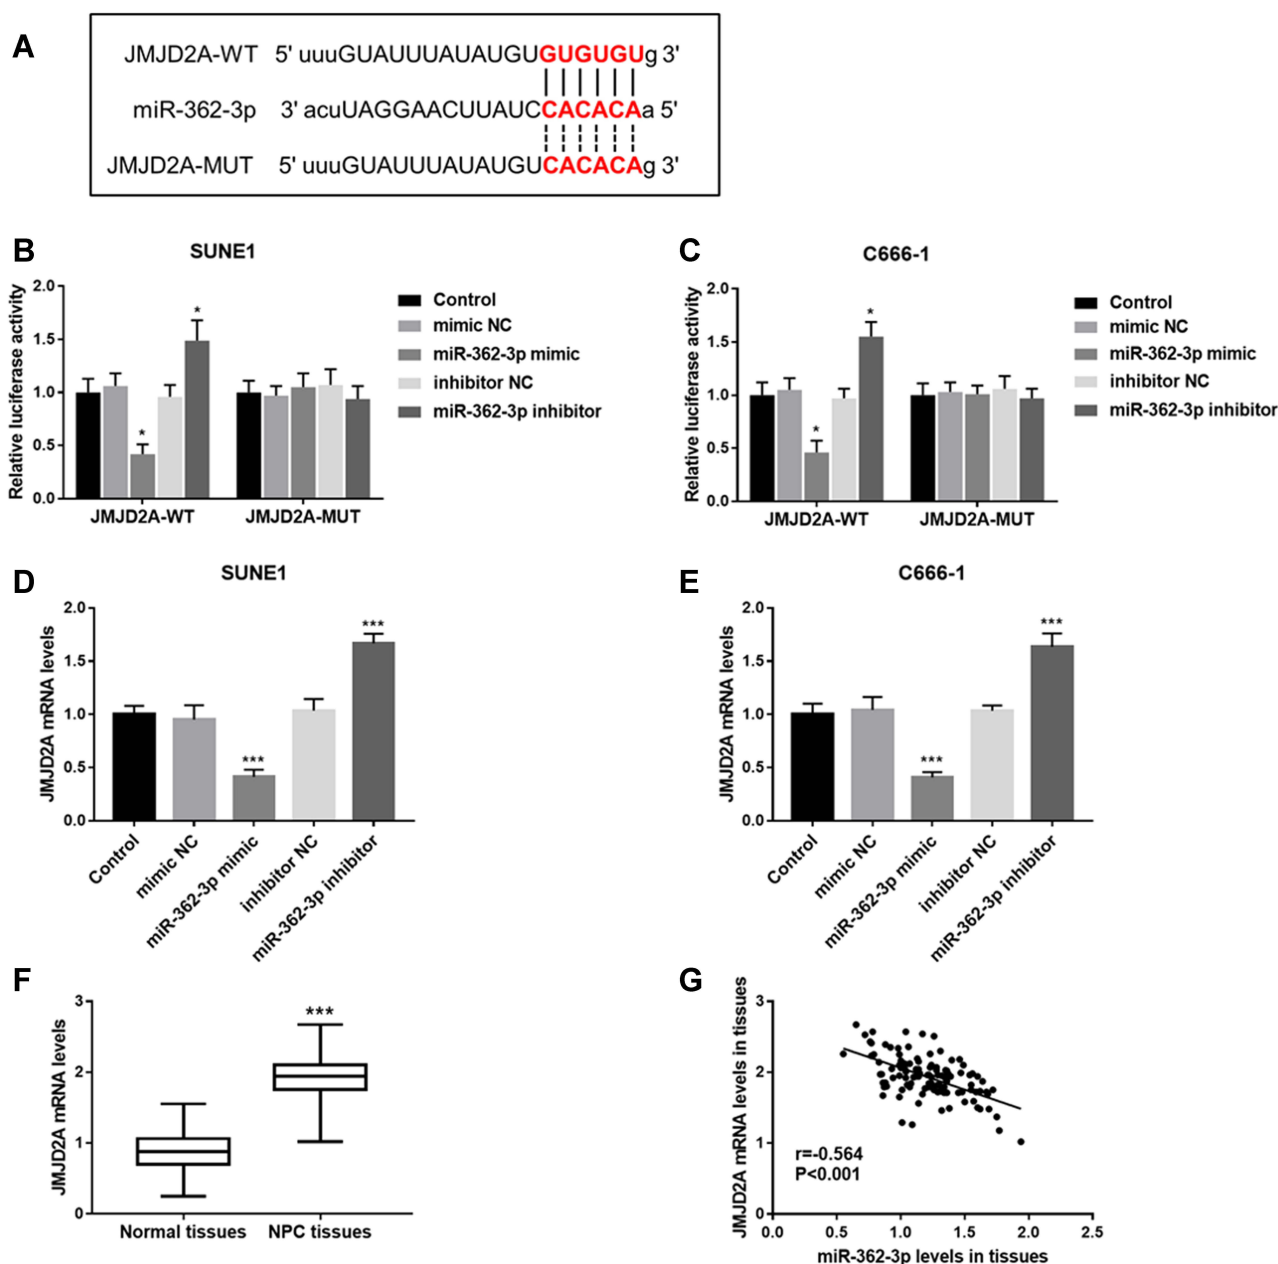 A
JMJD2A-WT 5' uuuGUAUUUAUAUGUGUGUGUg 3'
miR-362-3p 3' acuUAGGAACUUAUCCACACAa 5'
JMJD2A-MUT 5' uuuGUAUUUAUAUGUCACACAg 3'
B
SUNE1
Relative luciferase activity
2.0
1.5
1.0
0.5
0.0
*
*
JMJD2A-WT JMJD2A-MUT
Control
mimic NC
miR-362-3p mimic
inhibitor NC
miR-362-3p inhibitor
C
C666-1
Relative luciferase activity
2.0
1.5
1.0
0.5
0.0
*
*
JMJD2A-WT JMJD2A-MUT
Control
mimic NC
miR-362-3p mimic
inhibitor NC
miR-362-3p inhibitor
D
SUNE1
JMJD2A mRNA levels
2.0
1.5
1.0
0.5
0.0
***
***
Control
mimic NC
miR-362-3p mimic
inhibitor NC
miR-362-3p inhibitor
E
C666-1
JMJD2A mRNA levels
2.0
1.5
1.0
0.5
0.0
***
***
Control
mimic NC
miR-362-3p mimic
inhibitor NC
miR-362-3p inhibitor
F
JMJD2A mRNA levels
3
2
1
0
***
Normal tissues NPC tissues
G
JMJD2A mRNA levels in tissues
3
2
1
0
r=-0.564
P<0.001
0.0 0.5 1.0 1.5 2.0 2.5
miR-362-3p levels in tissues